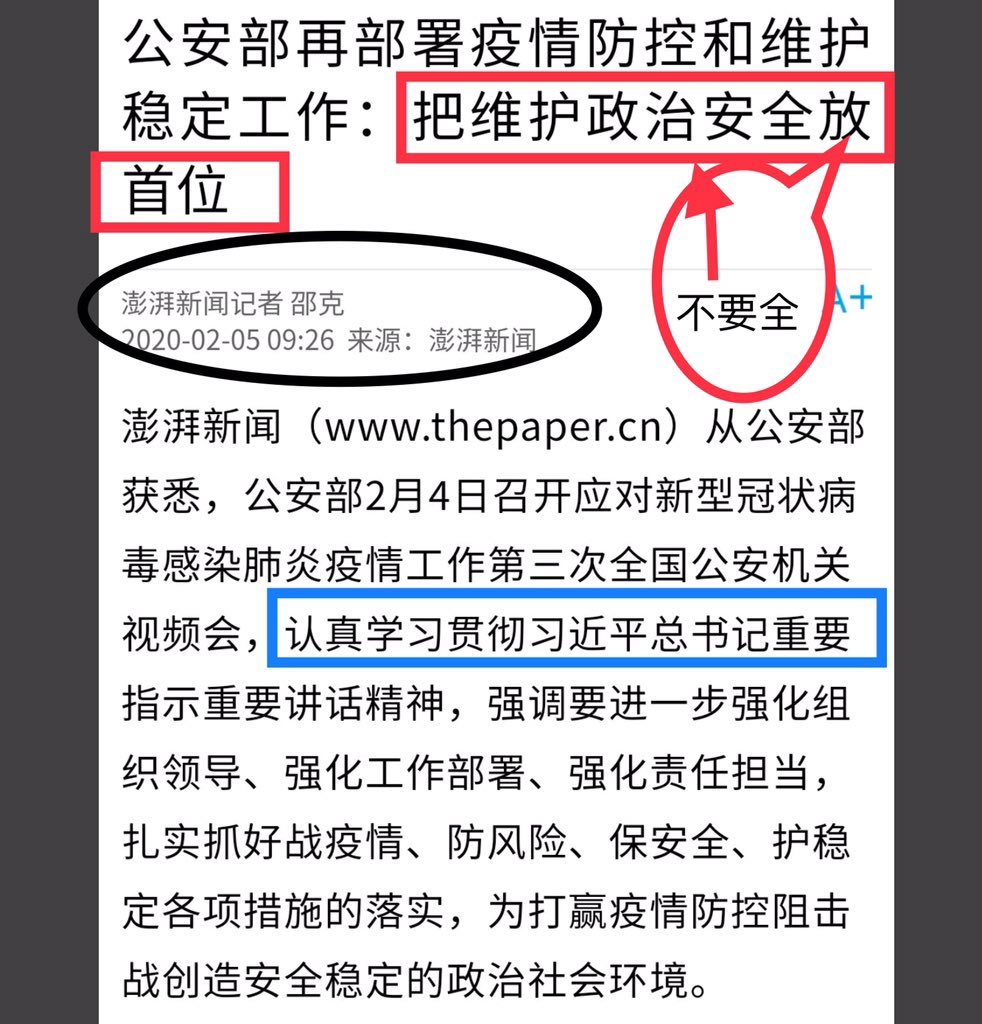 公安部再部署疫情防控和维护
稳定工作：把维护政治安全放
首位
澎湃新闻记者 邵克
2020-02-05 09:26 来源：澎湃新闻
不要全
A+
澎湃新闻（www.thepaper.cn）从公安部
获悉，公安部2月4日召开应对新型冠状病
毒感染肺炎疫情工作第三次全国公安机关
视频会，认真学习贯彻习近平总书记重要
指示重要讲话精神，强调要进一步强化组
织领导、强化工作部署、强化责任担当，
扎实抓好战疫情、防风险、保安全、护稳
定各项措施的落实，为打赢疫情防控阻击
战创造安全稳定的政治社会环境。